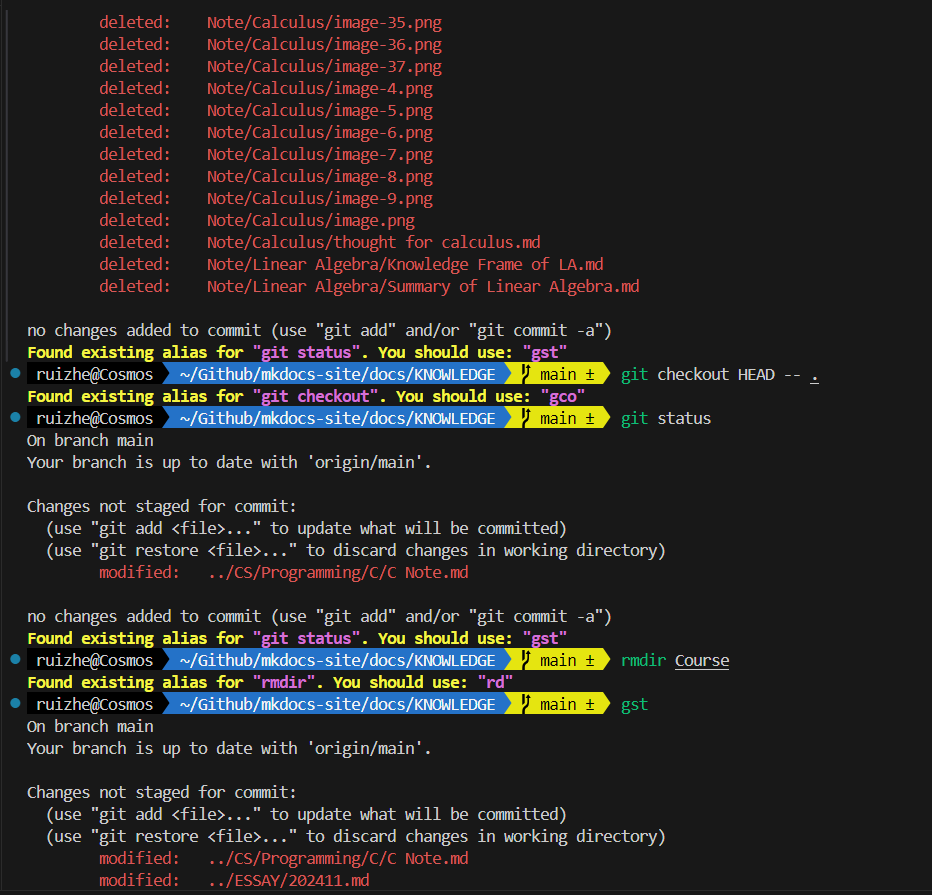 deleted:    Note/Calculus/image-35.png
deleted:    Note/Calculus/image-36.png
deleted:    Note/Calculus/image-37.png
deleted:    Note/Calculus/image-4.png
deleted:    Note/Calculus/image-5.png
deleted:    Note/Calculus/image-6.png
deleted:    Note/Calculus/image-7.png
deleted:    Note/Calculus/image-8.png
deleted:    Note/Calculus/image-9.png
deleted:    Note/Calculus/image.png
deleted:    Note/Calculus/thought for calculus.md
deleted:    Note/Linear Algebra/Knowledge Frame of LA.md
deleted:    Note/Linear Algebra/Summary of Linear Algebra.md
no changes added to commit (use "git add" and/or "git commit -a")
Found existing alias for "git status". You should use: "gst"
ruizhe@Cosmos ~/Github/mkdocs-site/docs/KNOWLEDGE main ± git checkout HEAD -- .
Found existing alias for "git checkout". You should use: "gco"
ruizhe@Cosmos ~/Github/mkdocs-site/docs/KNOWLEDGE main ± git status
On branch main
Your branch is up to date with 'origin/main'.
Changes not staged for commit:
  (use "git add <file>..." to update what will be committed)
  (use "git restore <file>..." to discard changes in working directory)
modified:   ../CS/Programming/C/C Note.md
no changes added to commit (use "git add" and/or "git commit -a")
Found existing alias for "git status". You should use: "gst"
ruizhe@Cosmos ~/Github/mkdocs-site/docs/KNOWLEDGE main ± rmdir Course
Found existing alias for "rmdir". You should use: "rd"
ruizhe@Cosmos ~/Github/mkdocs-site/docs/KNOWLEDGE main ± gst
On branch main
Your branch is up to date with 'origin/main'.
Changes not staged for commit:
  (use "git add <file>..." to update what will be committed)
  (use "git restore <file>..." to discard changes in working directory)
modified:   ../CS/Programming/C/C Note.md
modified:   ../ESSAY/202411.md